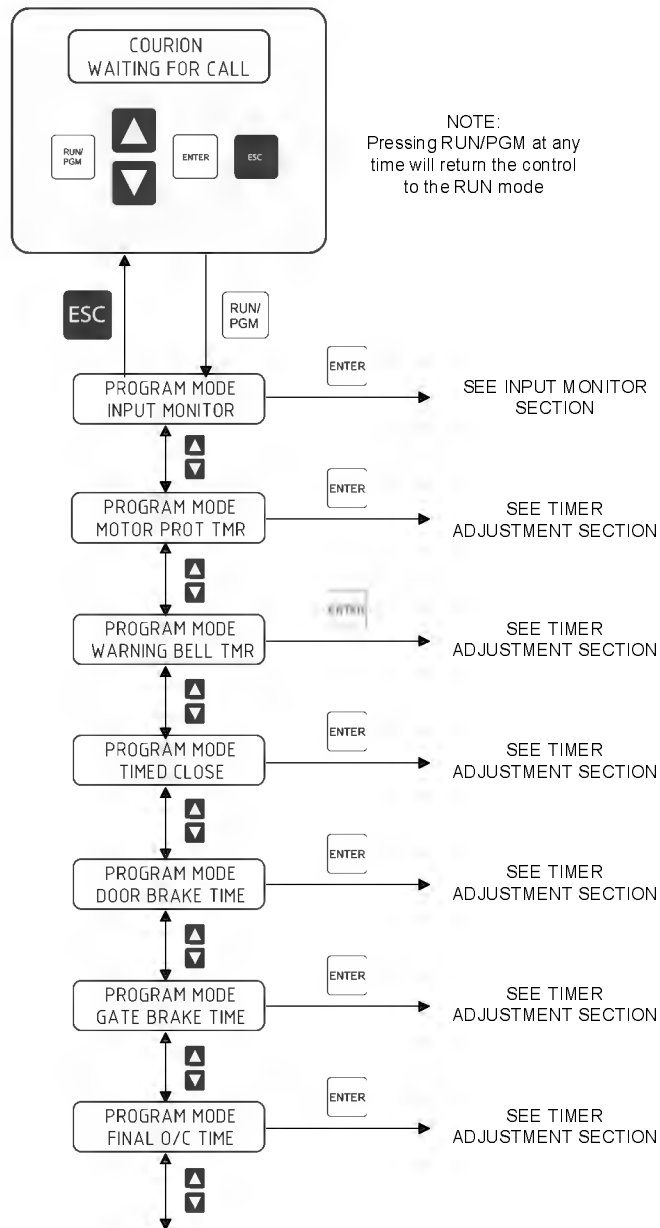 COURION
WAITING FOR CALL
RUN/
PGM
ENTER
ESC
NOTE:
Pressing RUN/PGM at any
time will return the control
to the RUN mode
ESC
RUN/
PGM
PROGRAM MODE
INPUT MONITOR
ENTER
SEE INPUT MONITOR
SECTION
PROGRAM MODE
MOTOR PROT TMR
ENTER
SEE TIMER
ADJUSTMENT SECTION
PROGRAM MODE
WARNING BELL TMR
ENTER
SEE TIMER
ADJUSTMENT SECTION
PROGRAM MODE
TIMED CLOSE
ENTER
SEE TIMER
ADJUSTMENT SECTION
PROGRAM MODE
DOOR BRAKE TIME
ENTER
SEE TIMER
ADJUSTMENT SECTION
PROGRAM MODE
GATE BRAKE TIME
ENTER
SEE TIMER
ADJUSTMENT SECTION
PROGRAM MODE
FINAL O/C TIME
ENTER
SEE TIMER
ADJUSTMENT SECTION